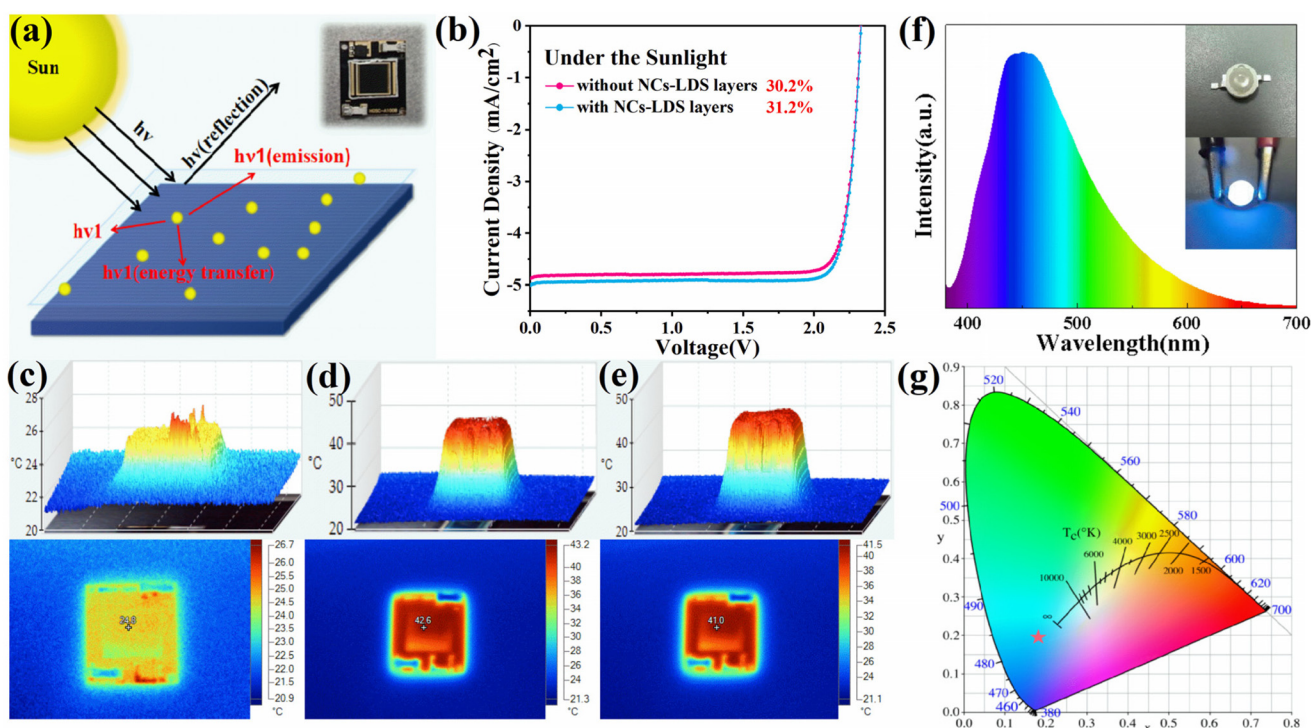 (a)
Sun
hν
hν(reflection)
hν1(emission)
hν1
hν1(energy transfer)
(b)
Under the Sunlight
without NCs-LDS layers 30.2%
with NCs-LDS layers 31.2%
Current Density (mA/cm²)
0
-1
-2
-3
-4
-5
0.0 0.5 1.0 1.5 2.0 2.5
Voltage(V)
(f)
Intensity(a.u.)
400 500 600 700
Wavelength(nm)
(c)
28
26
°C
24
22
20
26.7
26.0
25.5
25.0
24.5
24.0
23.5
23.0
22.5
22.0
21.5
20.9
°C
24.8
(d)
50
40
°C
30
20
43.2
40
38
36
34
32
30
28
26
24
21.3
°C
42.6
(e)
50
40
°C
30
20
41.5
40
38
36
34
32
30
28
26
24
21.1
°C
41.0
(g)
0.9
0.8
0.7
0.6
0.5
y
0.4
0.3
0.2
0.1
0.0
0.0 0.1 0.2 0.3 0.4 0.5 0.6 0.7 0.8
x
520
540
560
500
580
600
620
700
490
480
470
460
380
T_C(°K)
∞
10000
6000
4000
3000
2500
2000
1500